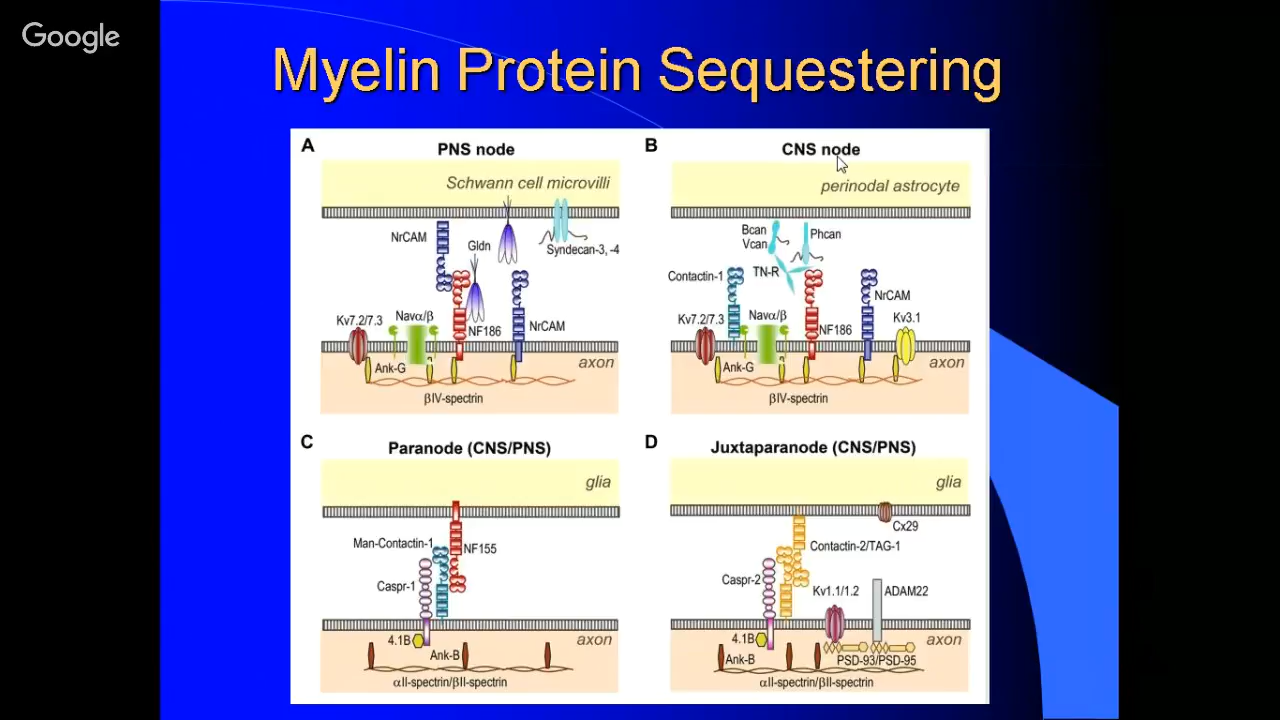 Google
Myelin Protein Sequestering
A
PNS node
Schwann cell microvilli
NrCAM
Gldn
Syndecan-3, -4
Kv7.2/7.3
Navα/β
NF186
NrCAM
Ank-G
axon
βIV-spectrin
B
CNS node
perinodal astrocyte
Bcan
Vcan
Phcan
TN-R
Contactin-1
NrCAM
Kv7.2/7.3
Navα/β
NF186
Kv3.1
Ank-G
axon
βIV-spectrin
C
Paranode (CNS/PNS)
glia
Man-Contactin-1
NF155
Caspr-1
4.1B
axon
Ank-B
αII-spectrin/βII-spectrin
D
Juxtaparanode (CNS/PNS)
glia
Cx29
Contactin-2/TAG-1
Caspr-2
Kv1.1/1.2
ADAM22
4.1B
axon
Ank-B
PSD-93/PSD-95
αII-spectrin/βII-spectrin